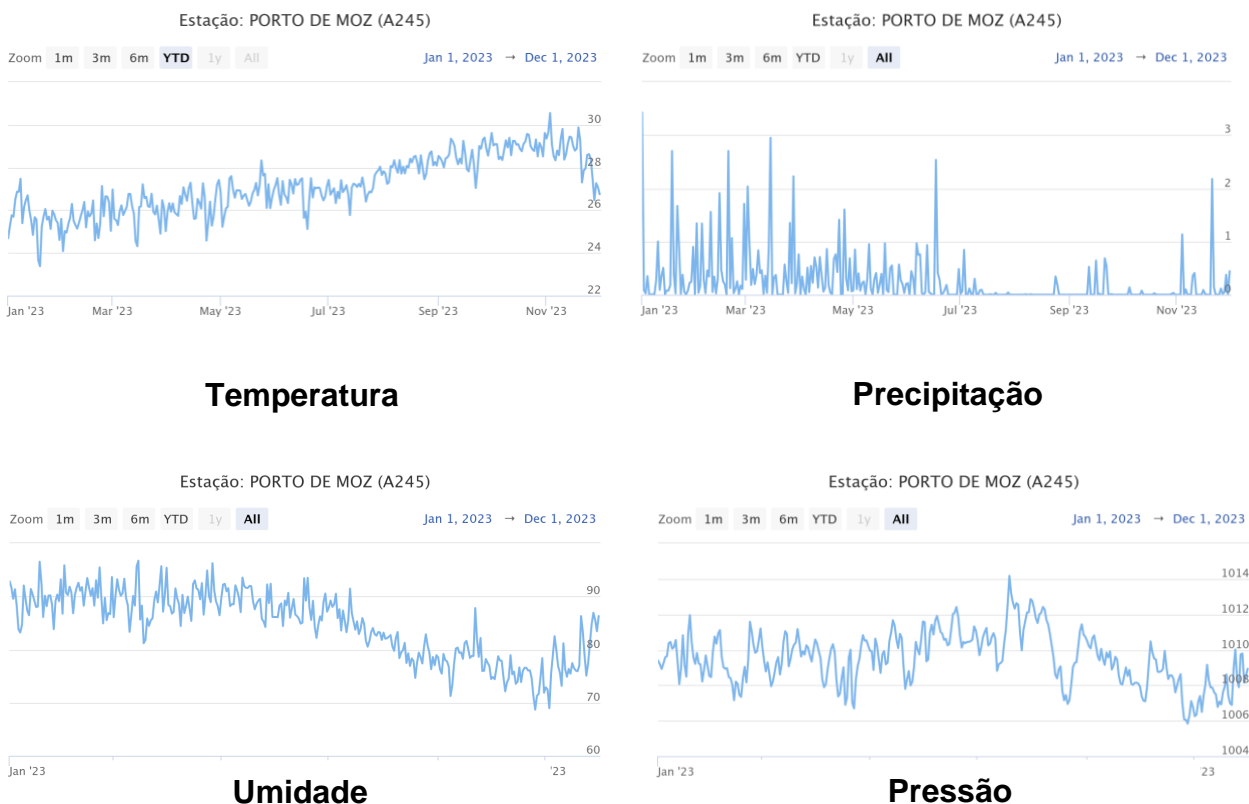 Estação: PORTO DE MOZ (A245)
Zoom 1m 3m 6m YTD 1y All Jan 1, 2023 → Dec 1, 2023
30
28
26
24
22
Jan '23 Mar '23 May '23 Jul '23 Sep '23 Nov '23
Temperatura
Estação: PORTO DE MOZ (A245)
Zoom 1m 3m 6m YTD 1y All Jan 1, 2023 → Dec 1, 2023
3
2
1
0
Jan '23 Mar '23 May '23 Jul '23 Sep '23 Nov '23
Precipitação
Estação: PORTO DE MOZ (A245)
Zoom 1m 3m 6m YTD 1y All Jan 1, 2023 → Dec 1, 2023
90
80
70
60
Jan '23 '23
Umidade
Estação: PORTO DE MOZ (A245)
Zoom 1m 3m 6m YTD 1y All Jan 1, 2023 → Dec 1, 2023
1014
1012
1010
1008
1006
1004
Jan '23 '23
Pressão